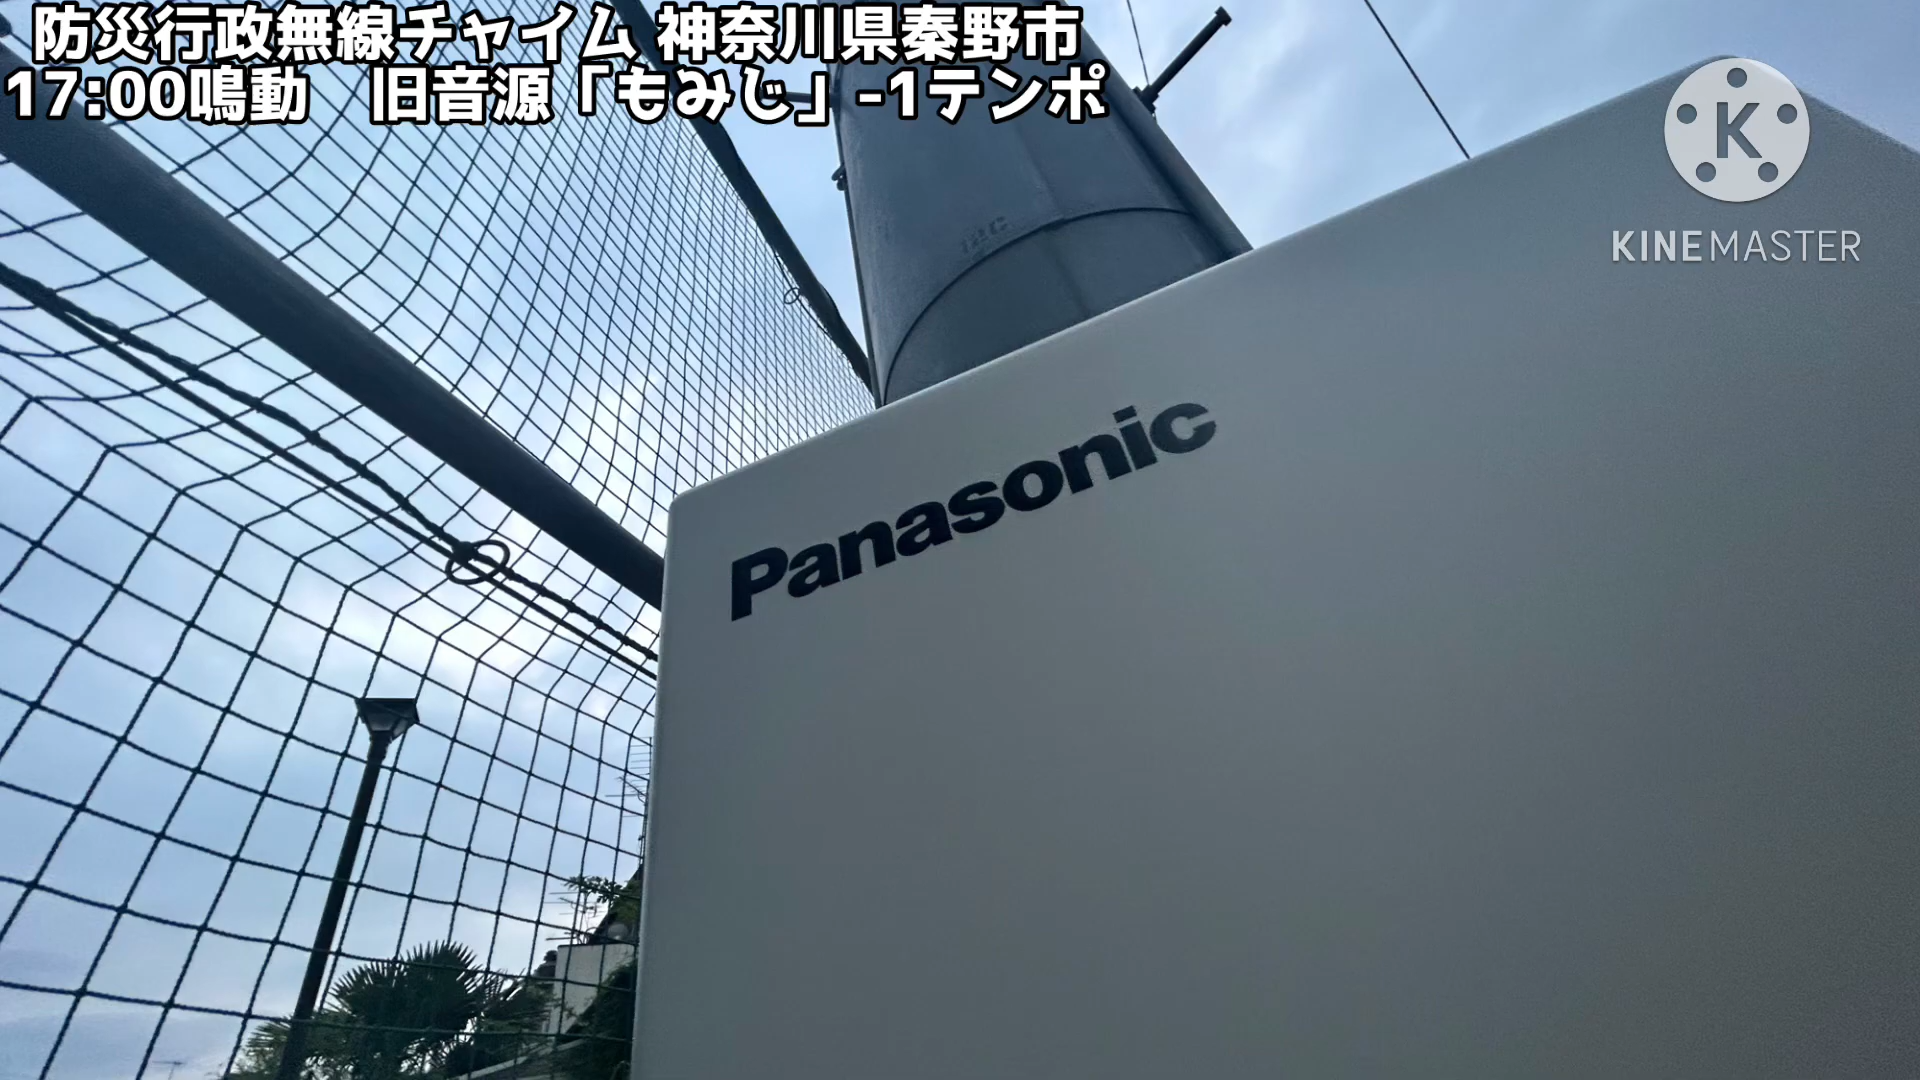 防災行政無線チャイム 神奈川県秦野市
17:00鳴動　旧音源「もみじ」-1テンポ
K
KINEMASTER
Panasonic